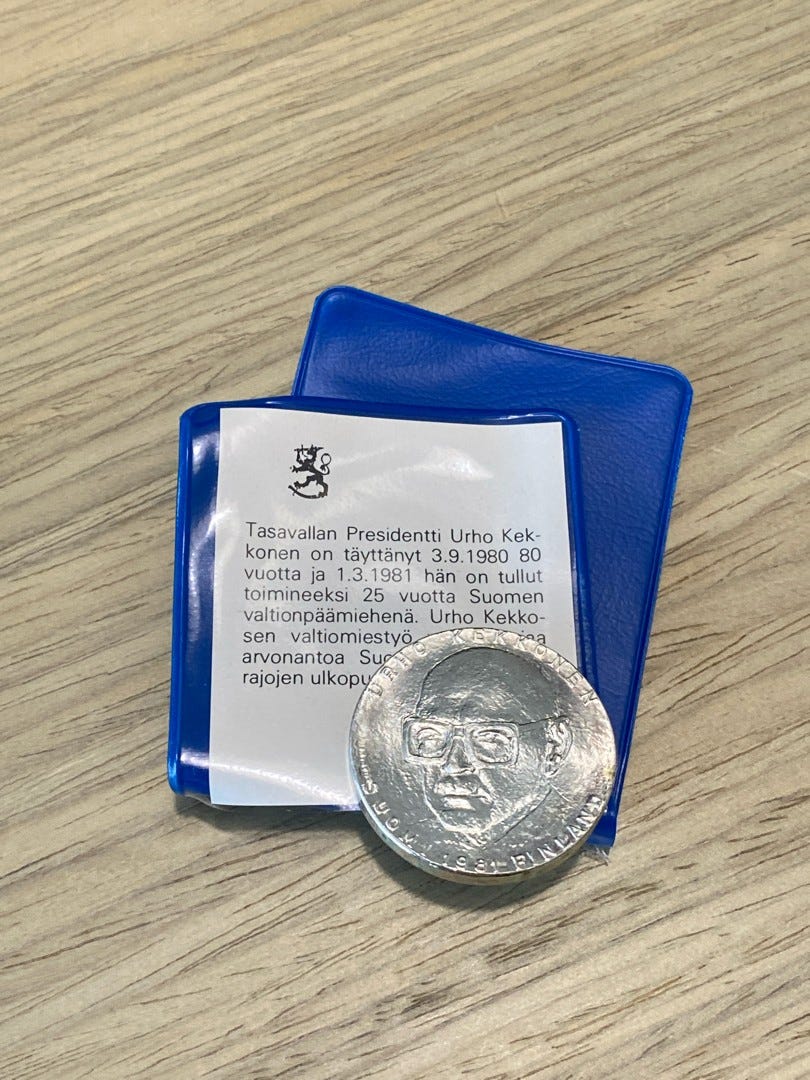 Tasavallan Presidentti Urho Kek-
konen on täyttänyt 3.9.1980 80
vuotta ja 1.3.1981 hän on tullut
toimineeksi 25 vuotta Suomen
valtionpäämiehenä. Urho Kekko-
sen valtiomiestyö
arvonantoa
rajojen
URHO KEKKONEN
SUOMI 1981 FINLAND